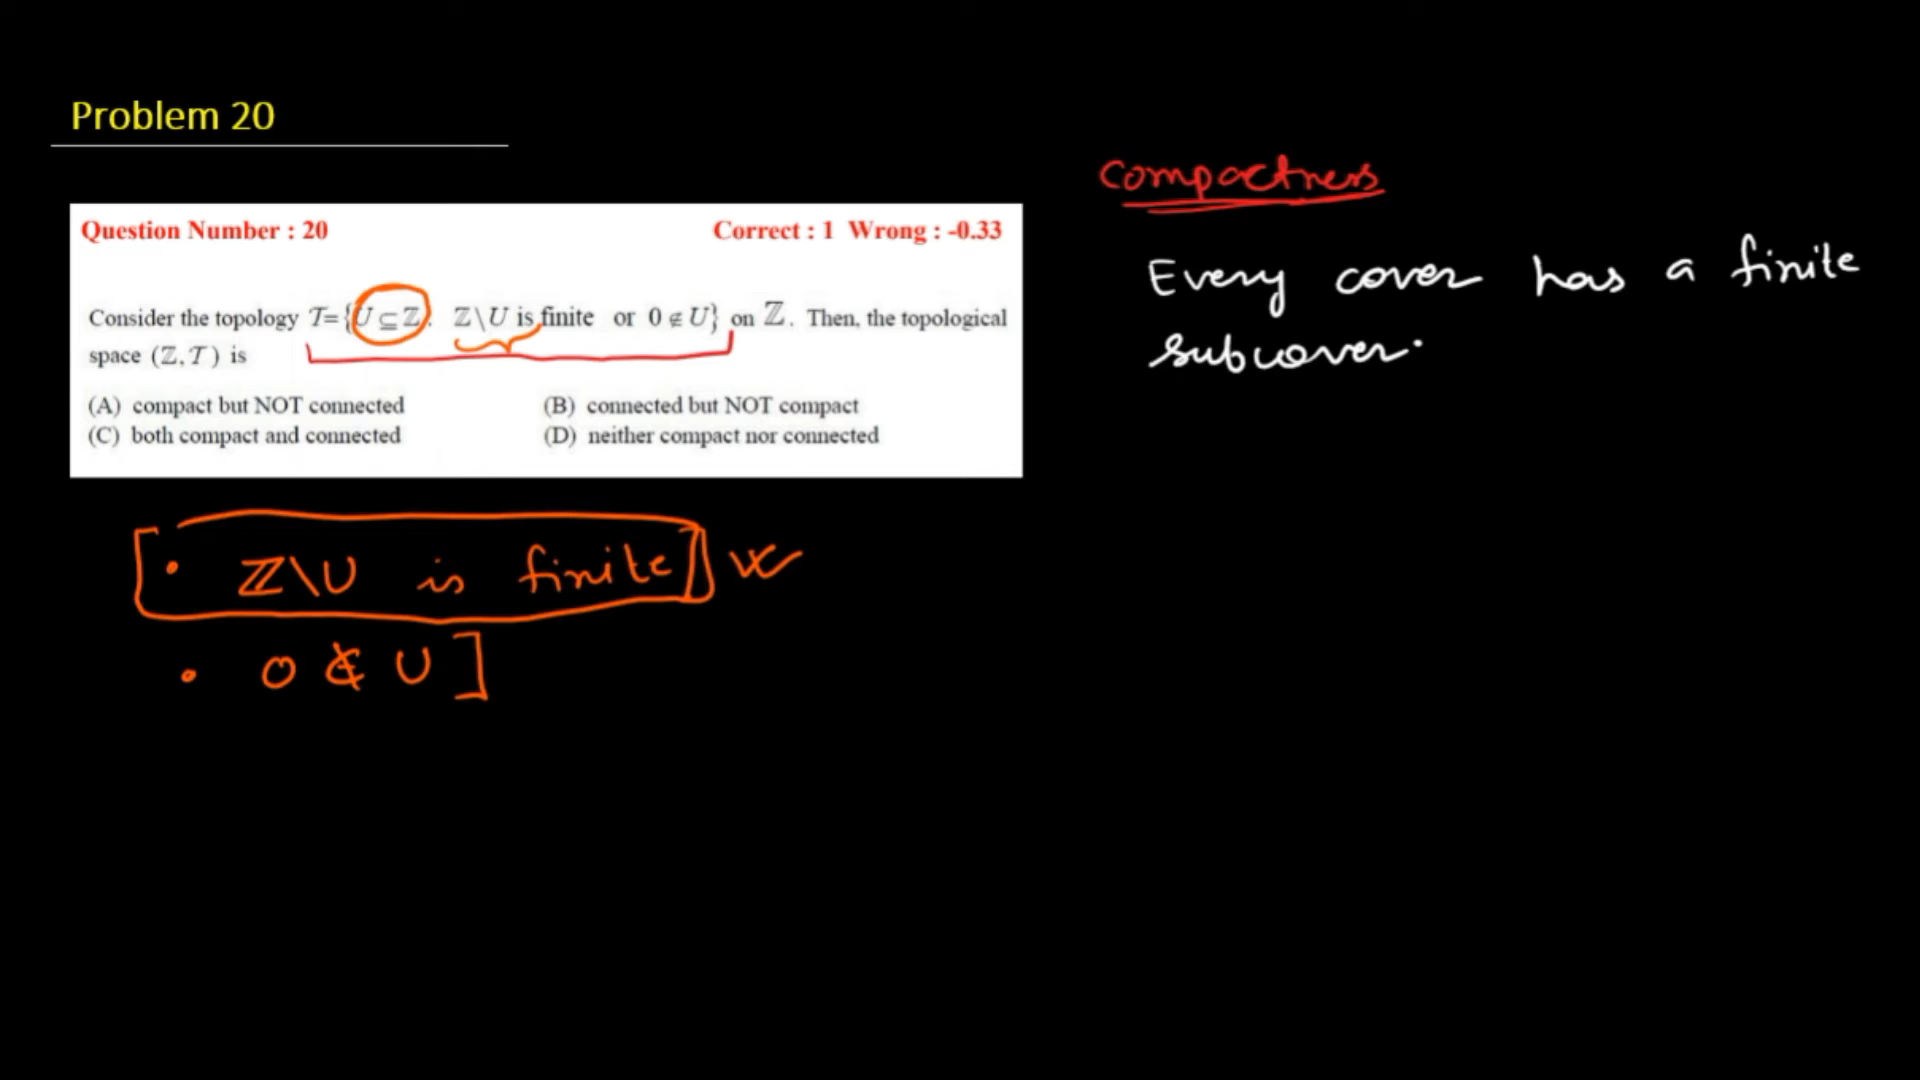 Problem 20
Question Number : 20 Correct : 1 Wrong : -0.33
Consider the topology 𝒯={U ⊆ ℤ: ℤ\U is finite or 0 ∉ U} on ℤ. Then, the topological
space (ℤ, 𝒯) is
(A) compact but NOT connected (B) connected but NOT compact
(C) both compact and connected (D) neither compact nor connected
[• ℤ\U is finite]
• 0 ∉ U ]
Compactness
Every cover has a finite
subcover.